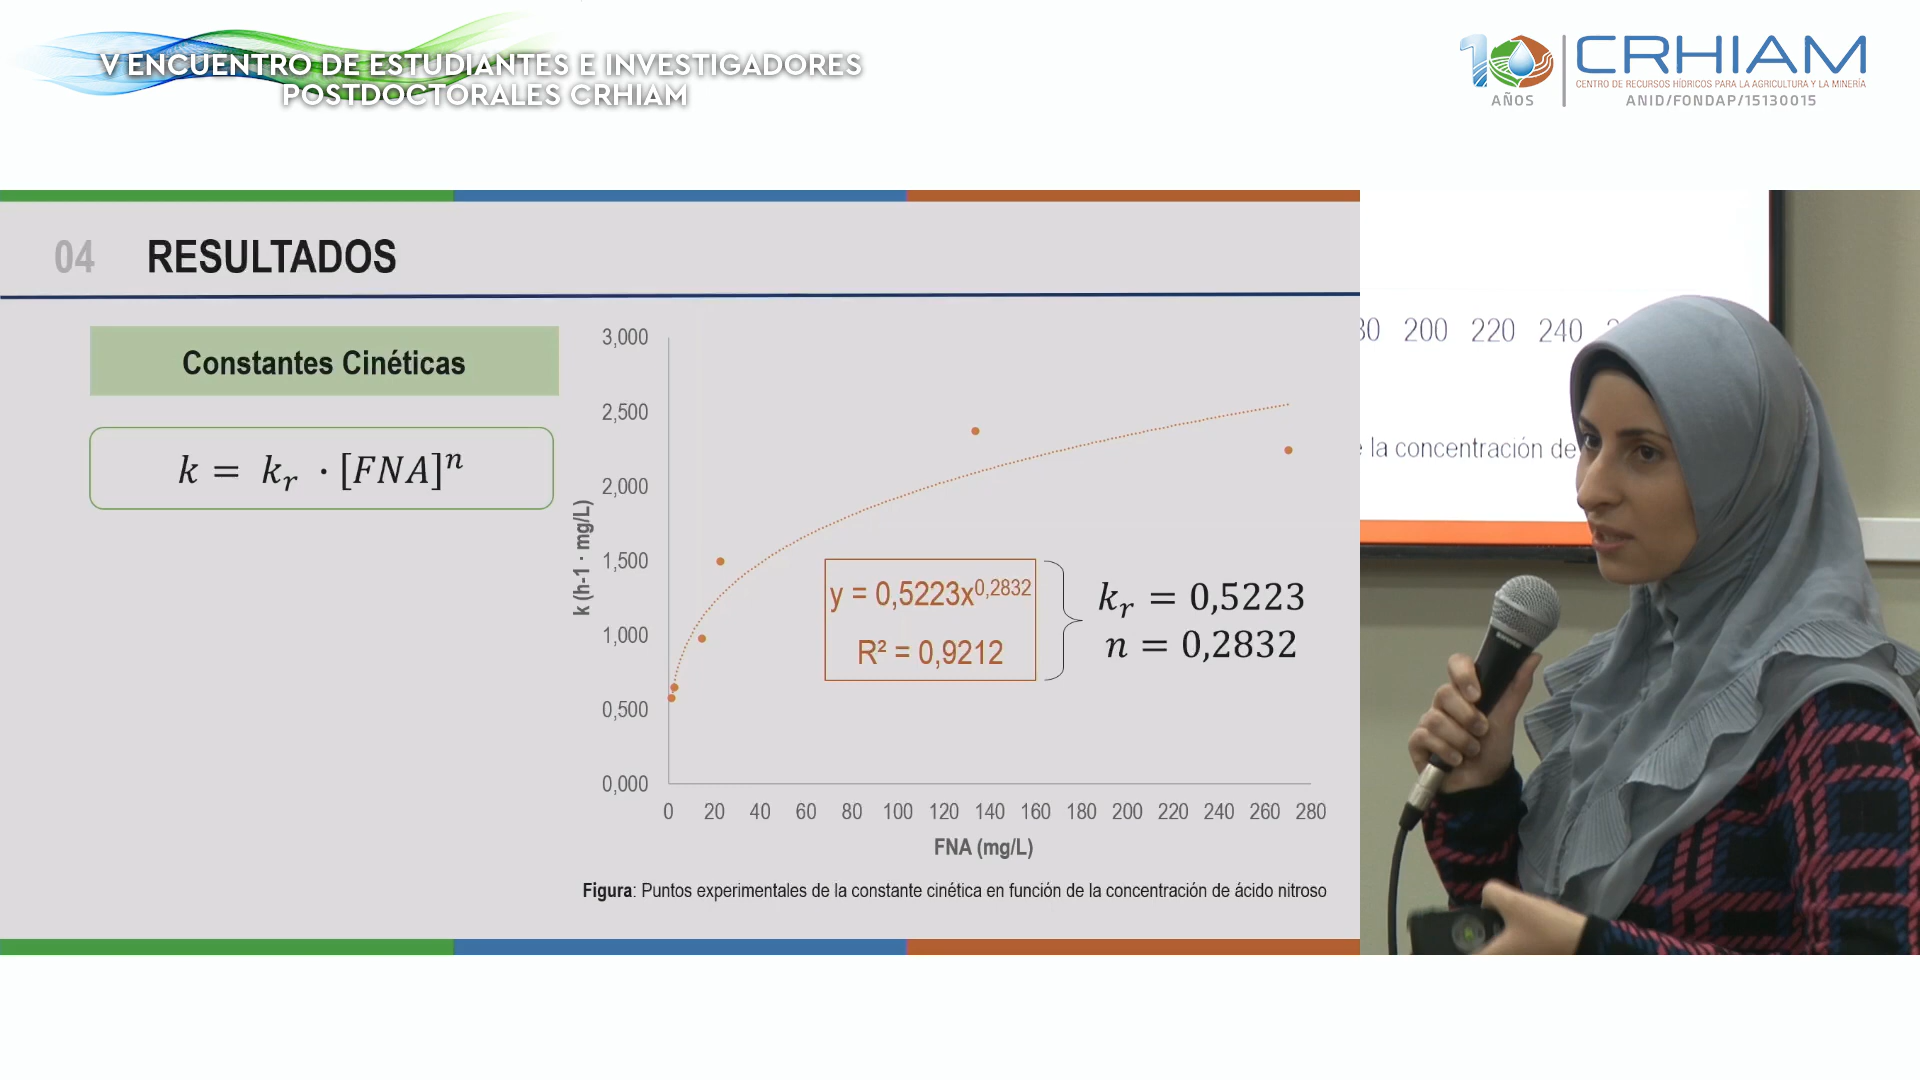 V ENCUENTRO DE ESTUDIANTES E INVESTIGADORES
POSTDOCTORALES CRHIAM
10
AÑOS
CRHIAM
CENTRO DE RECURSOS HÍDRICOS PARA LA AGRICULTURA Y LA MINERÍA
ANID/FONDAP/15130015
04 RESULTADOS
Constantes Cinéticas
k = kᵣ · [FNA]ⁿ
3,000
2,500
2,000
1,500
1,000
0,500
0,000
k (h-1 · mg/L)
y = 0,5223x^0,2832
R² = 0,9212
kᵣ = 0,5223
n = 0,2832
0 20 40 60 80 100 120 140 160 180 200 220 240 260 280
FNA (mg/L)
Figura: Puntos experimentales de la constante cinética en función de la concentración de ácido nitroso
200 220 240
la concentración de